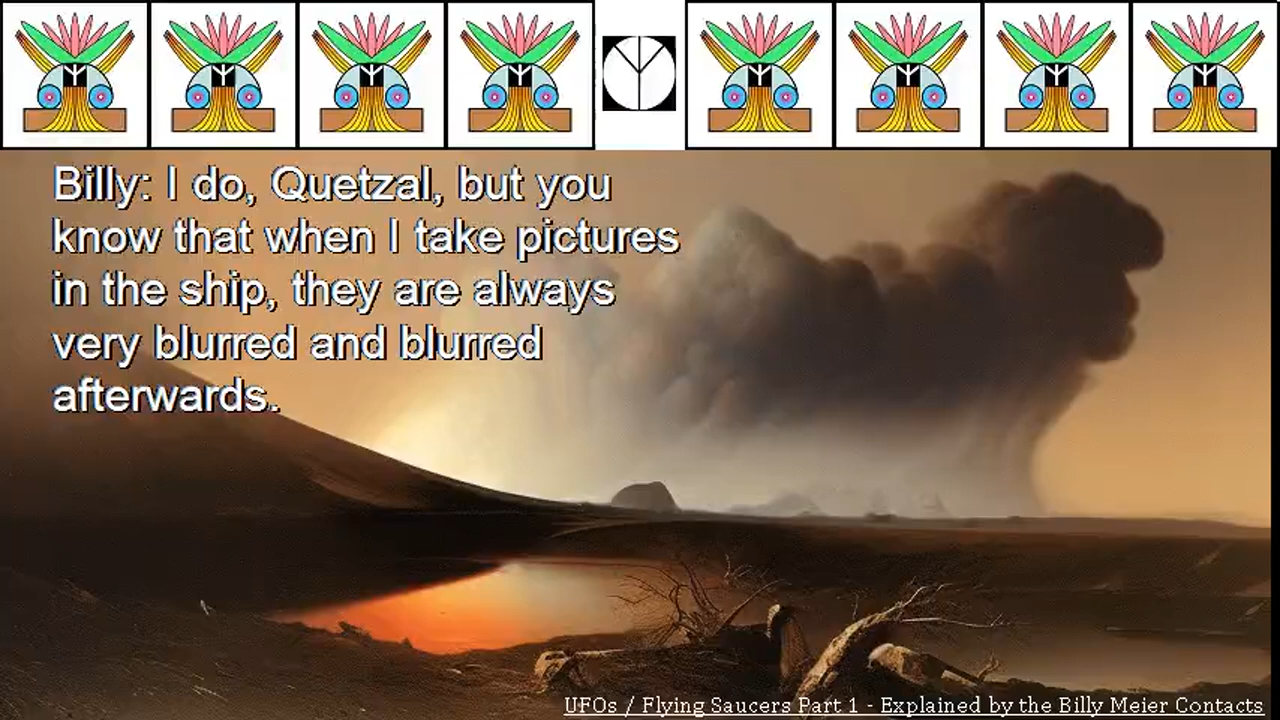 Billy: I do, Quetzal, but you
know that when I take pictures
in the ship, they are always
very blurred and blurred
afterwards.
UFOs / Flying Saucers Part 1 - Explained by the Billy Meier Contacts